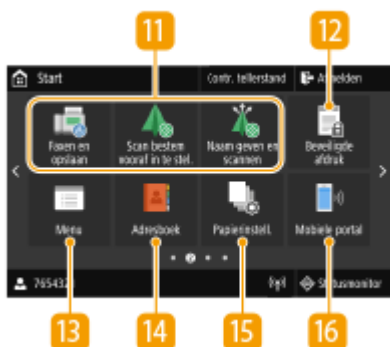 11
12
Start
Contr. tellerstand
Afmelden
Faxen en
opslaan
Scan bestem
vooraf in te stel.
Naam geven en
scannen
Beveiligde
afdruk
Menu
Adresboek
Papierinstell.
Mobiele portal
7654321
Statusmonitor
13
14
15
16